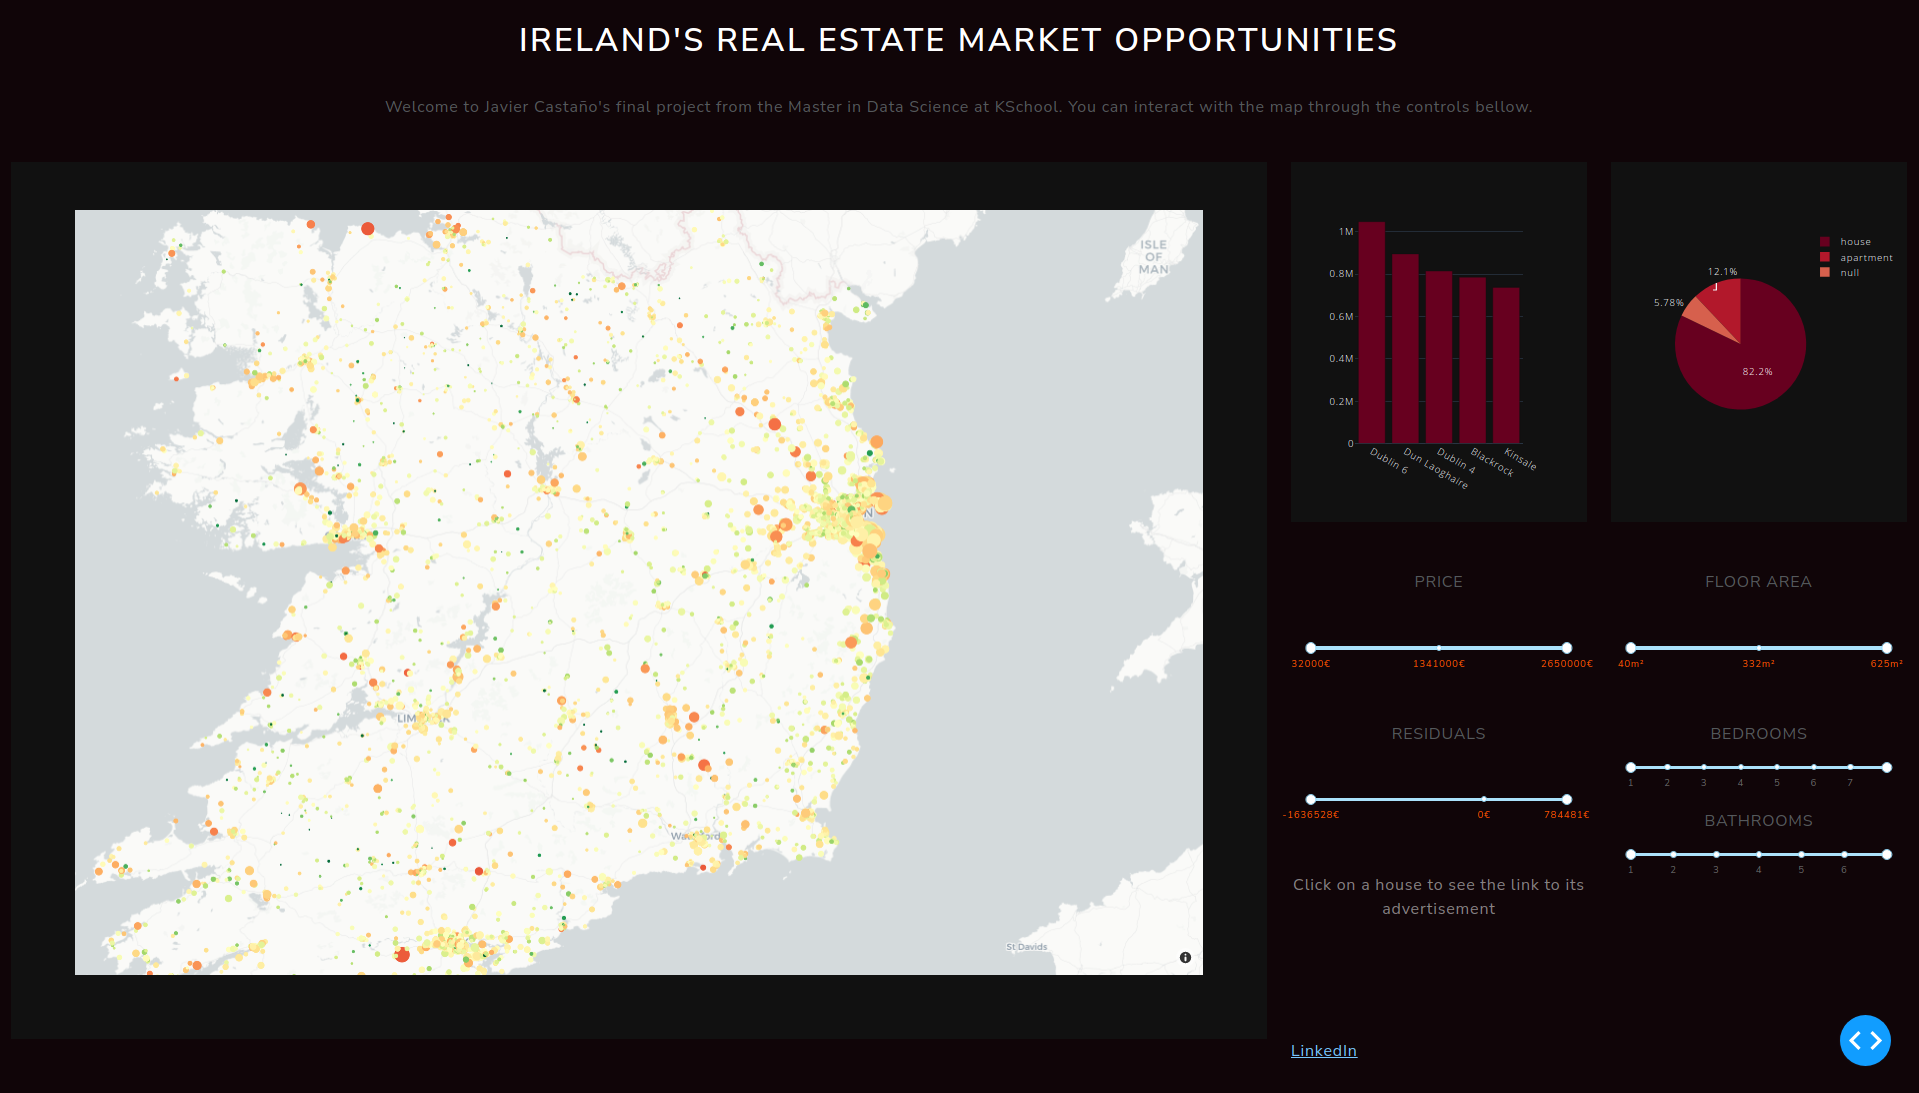 IRELAND'S REAL ESTATE MARKET OPPORTUNITIES
Welcome to Javier Castaño's final project from the Master in Data Science at KSchool. You can interact with the map through the controls bellow.
ISLE
OF
MAN
St Davids
1M
0.8M
0.6M
0.4M
0.2M
0
Dublin 6
Dun Laoghaire
Dublin 4
Blackrock
Kinsale
house
apartment
null
12.1%
5.78%
82.2%
PRICE
32000€
1341000€
2650000€
FLOOR AREA
40m²
332m²
625m²
RESIDUALS
-1636528€
0€
784481€
BEDROOMS
1 2 3 4 5 6 7
BATHROOMS
1 2 3 4 5 6
Click on a house to see the link to its
advertisement
LinkedIn